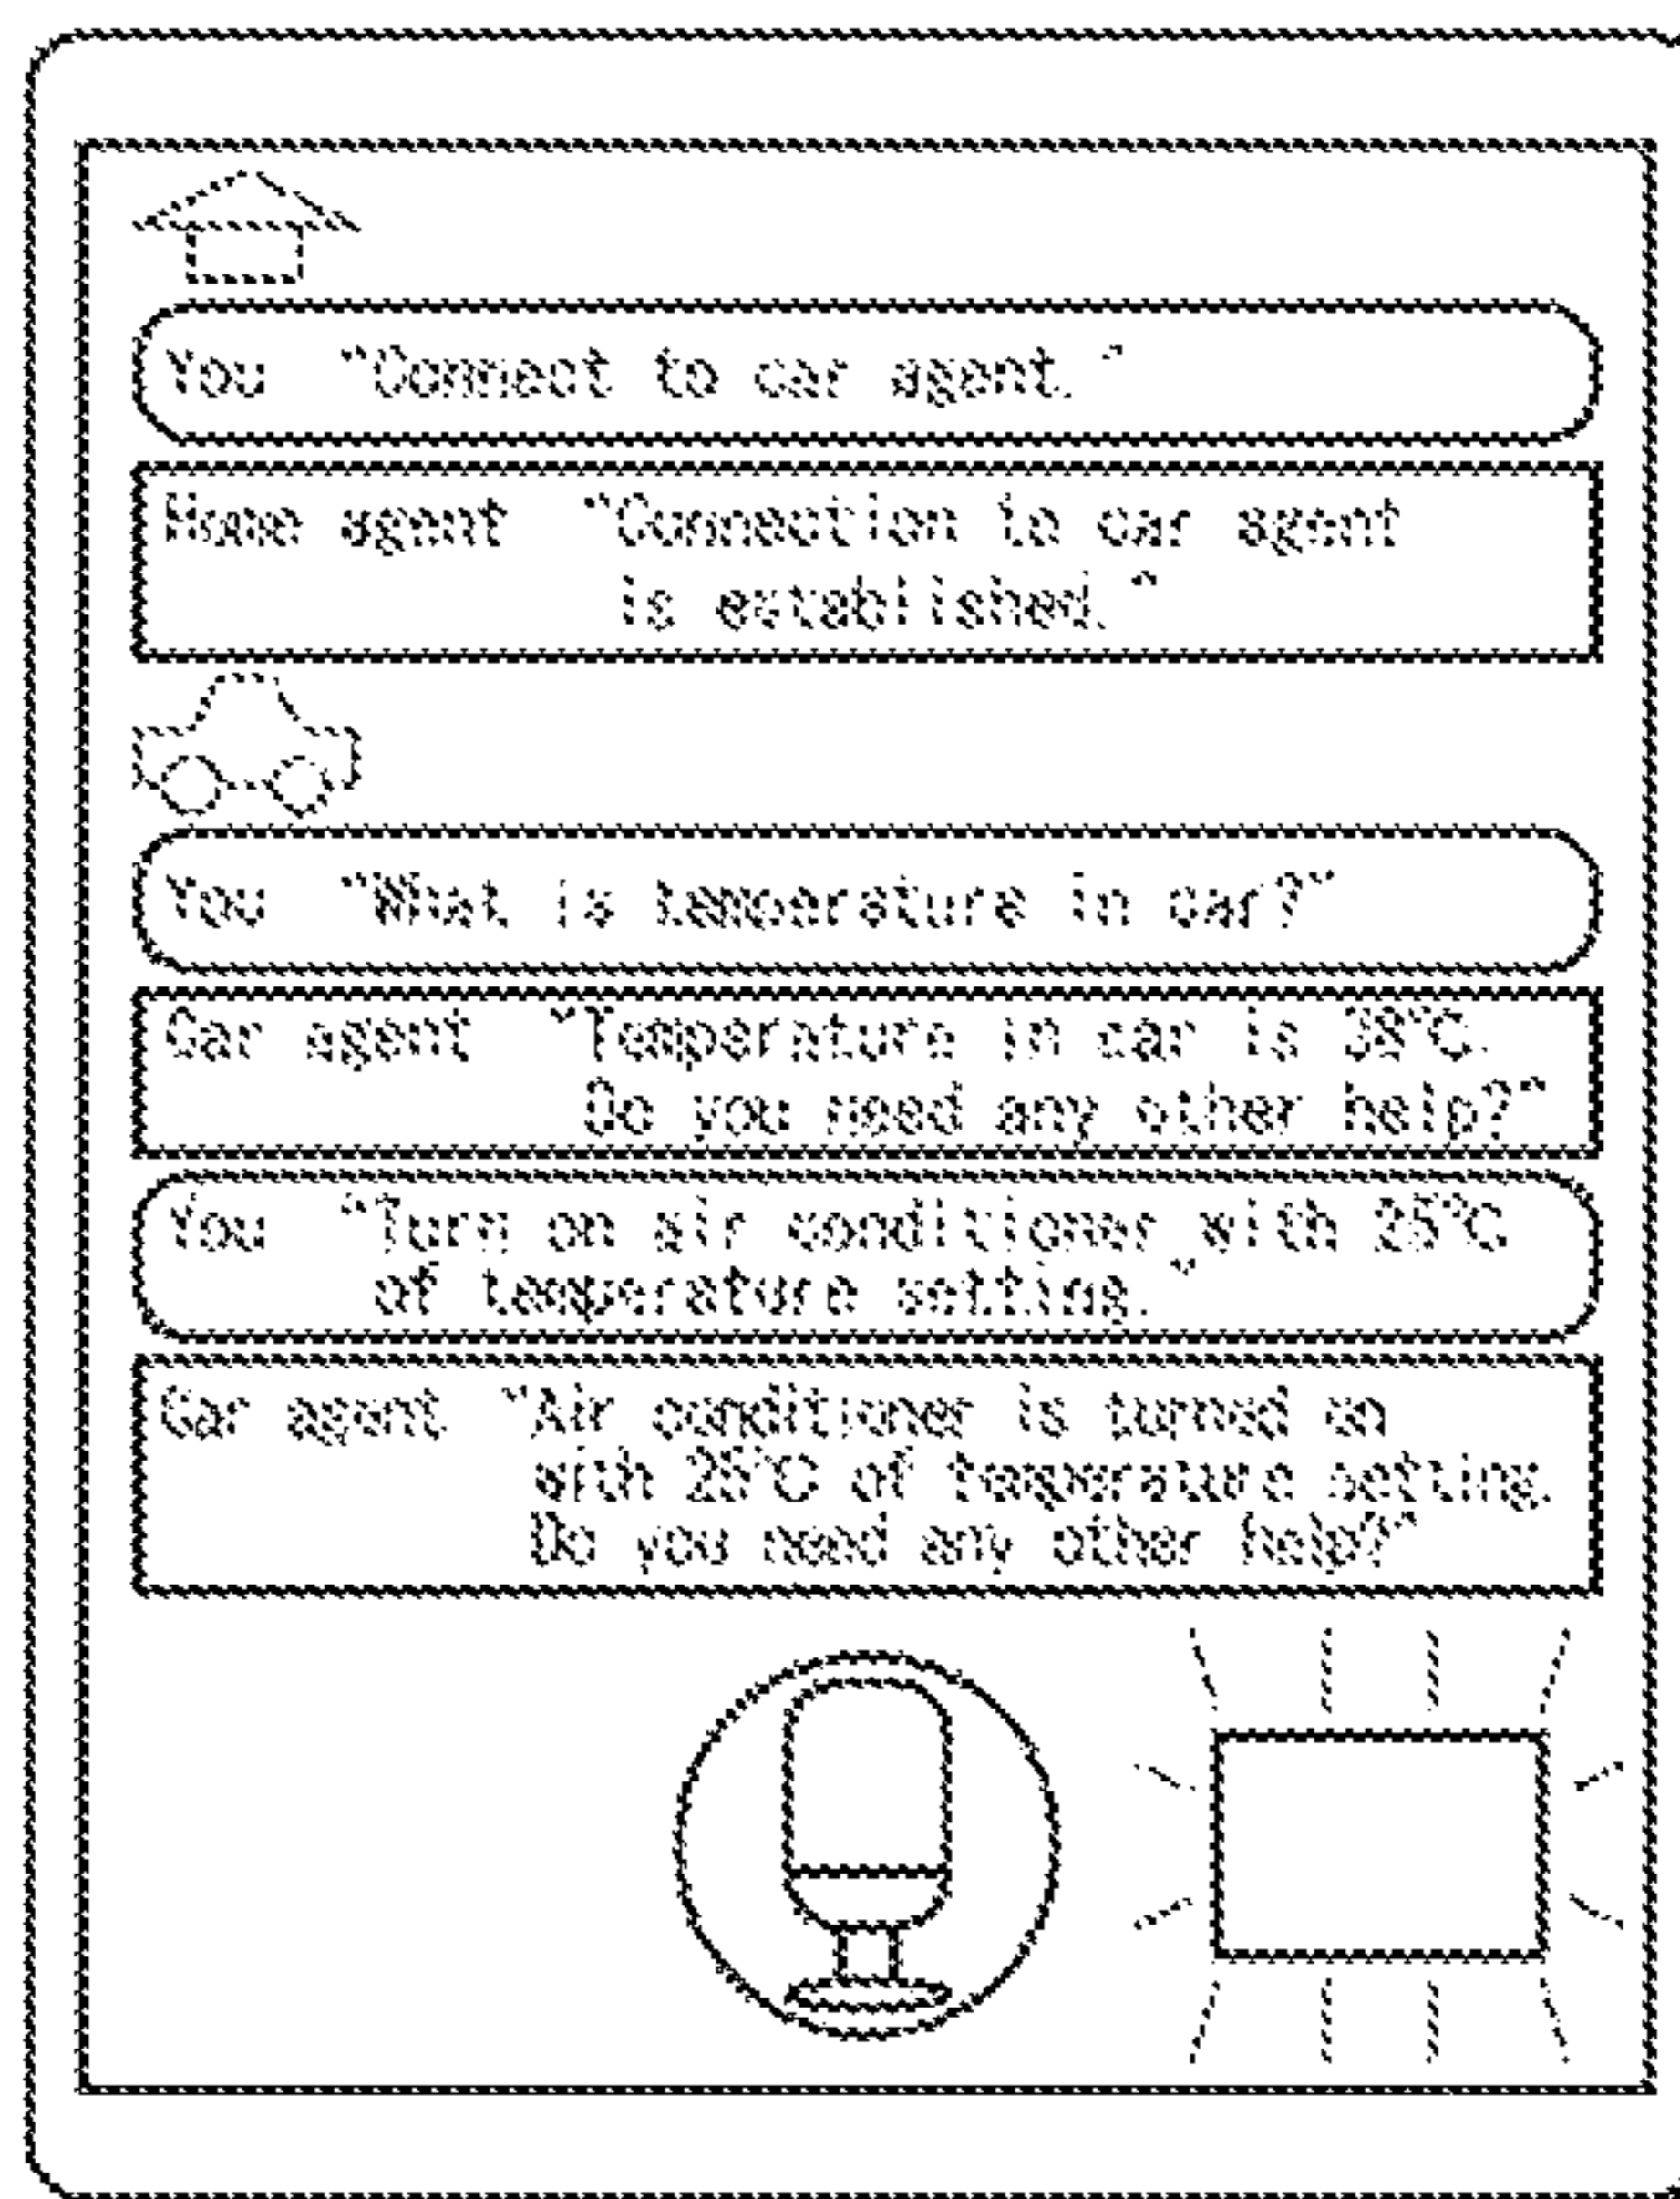 You "Connect to car agent."
Home agent "Connection to car agent
is established."
You "What is temperature in car?"
Car agent "Temperature in car is 38°C.
Do you need any other help?"
You "Turn on air conditioner with 25°C
of temperature setting."
Car agent "Air conditioner is turned on
with 25°C of temperature setting.
Do you need any other help?"